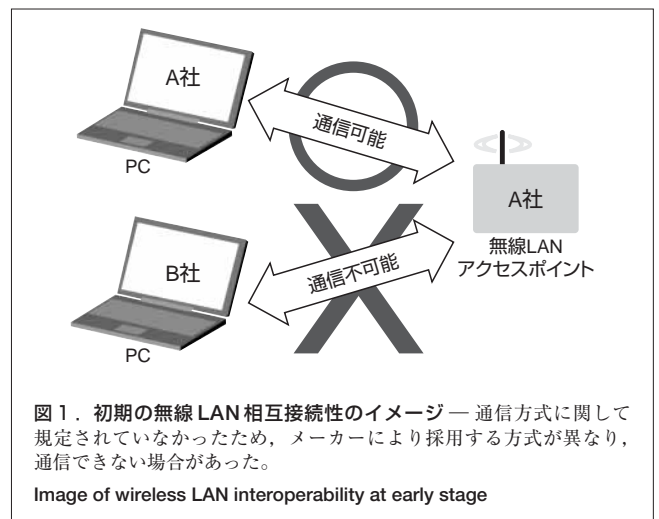 A社
PC
通信可能
A社
無線LAN
アクセスポイント
B社
PC
通信不可能
図1．初期の無線LAN相互接続性のイメージ ― 通信方式に関して
規定されていなかったため，メーカーにより採用する方式が異なり，
通信できない場合があった。
Image of wireless LAN interoperability at early stage